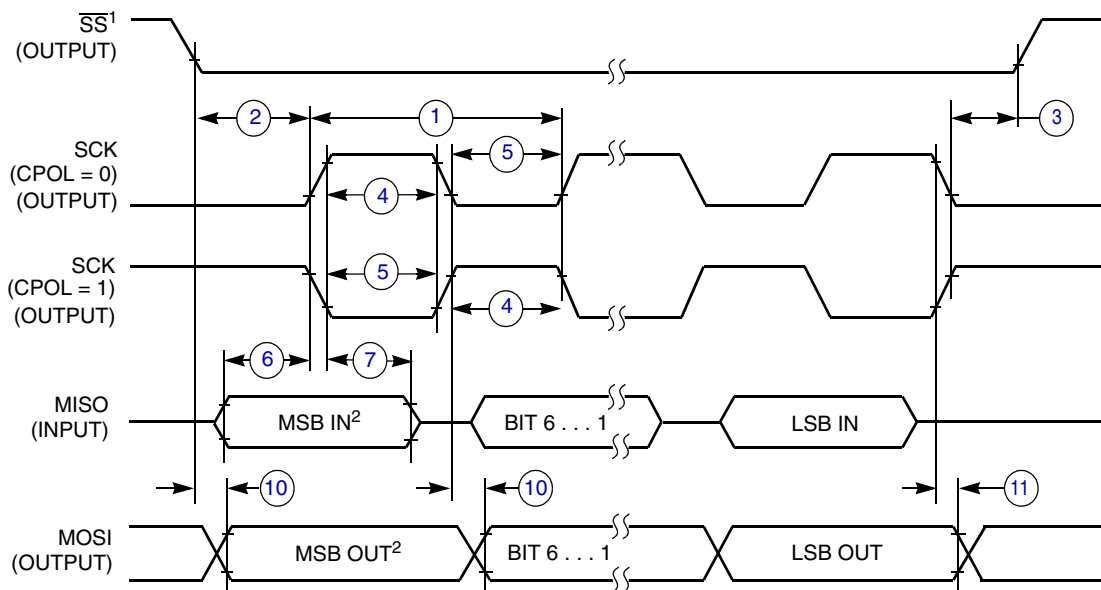 SS¹
(OUTPUT)
2
1
3
SCK
(CPOL = 0)
(OUTPUT)
5
4
SCK
(CPOL = 1)
(OUTPUT)
5
4
6
7
MISO
(INPUT)
MSB IN²
BIT 6 . . . 1
LSB IN
10
10
11
MOSI
(OUTPUT)
MSB OUT²
BIT 6 . . . 1
LSB OUT